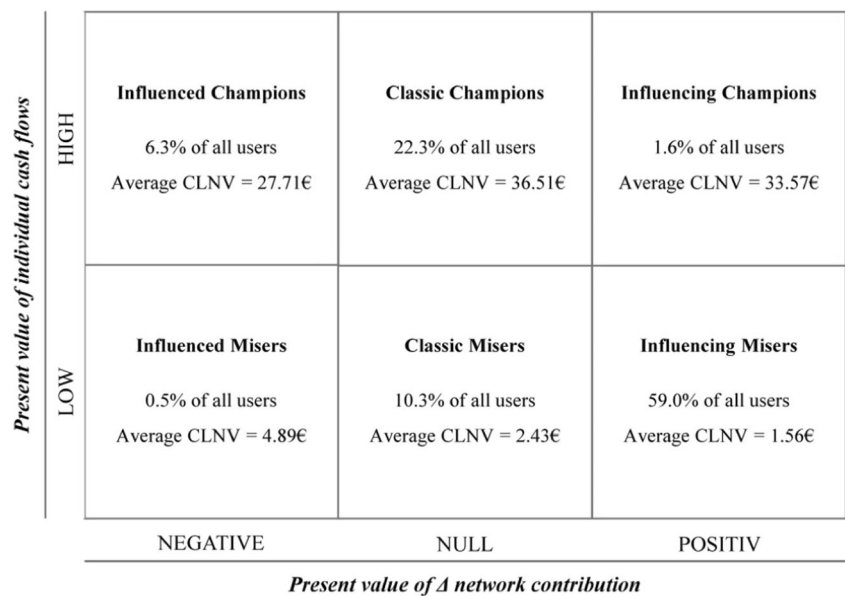 Present value of individual cash flows
HIGH
Influenced Champions
6.3% of all users
Average CLNV = 27.71€
Classic Champions
22.3% of all users
Average CLNV = 36.51€
Influencing Champions
1.6% of all users
Average CLNV = 33.57€
LOW
Influenced Misers
0.5% of all users
Average CLNV = 4.89€
Classic Misers
10.3% of all users
Average CLNV = 2.43€
Influencing Misers
59.0% of all users
Average CLNV = 1.56€
NEGATIVE
NULL
POSITIV
Present value of Δ network contribution